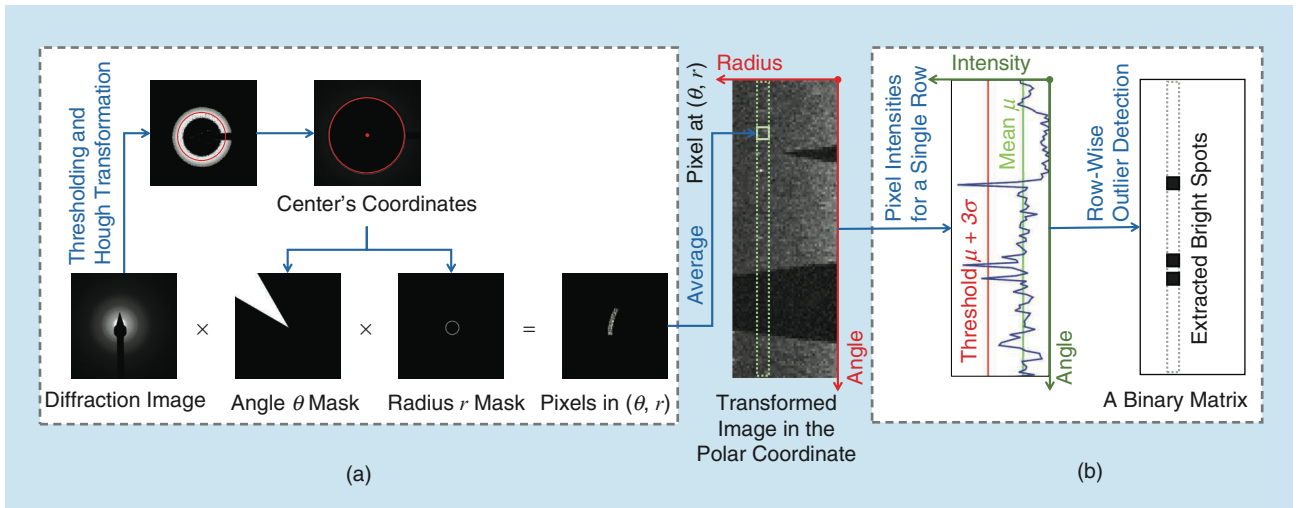 Thresholding and
Hough Transformation
Center's Coordinates
×
×
=
Diffraction Image
Angle θ Mask
Radius r Mask
Pixels in (θ, r)
(a)
Average
Pixel at (θ, r)
Radius
Angle
Transformed
Image in the
Polar Coordinate
Pixel Intensities
for a Single Row
Intensity
Threshold μ + 3σ
Mean μ
Angle
Row-Wise
Outlier Detection
Extracted Bright Spots
A Binary Matrix
(b)